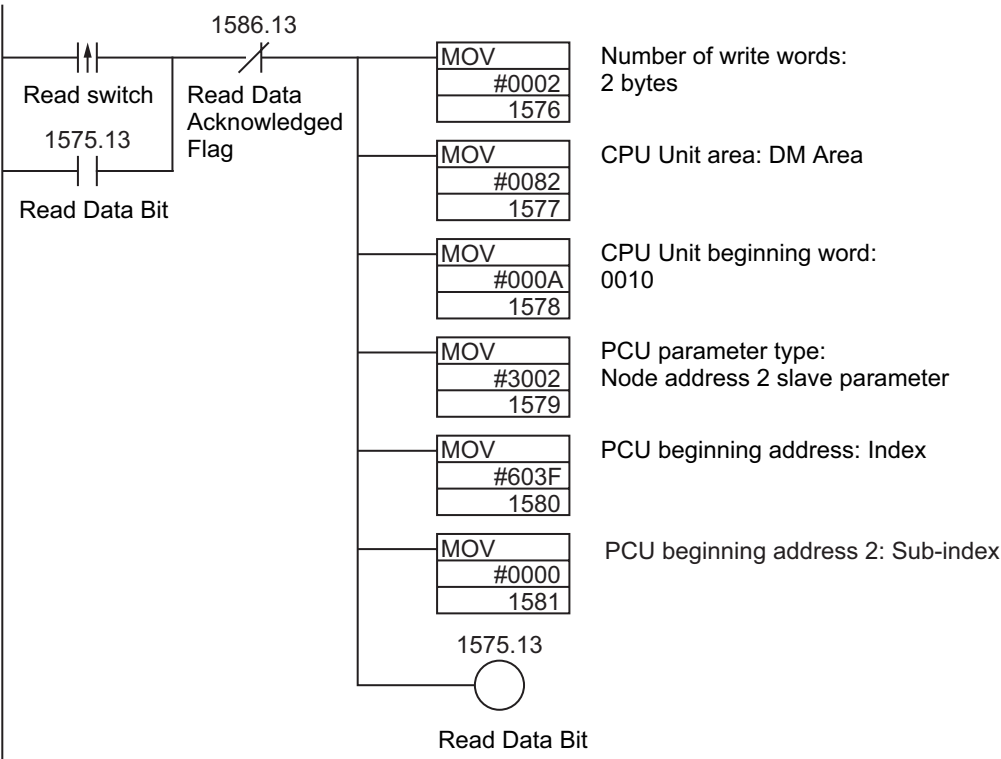 1586.13
Read switch
Read Data
Acknowledged
Flag
1575.13
Read Data Bit
MOV
#0002
1576
Number of write words:
2 bytes
MOV
#0082
1577
CPU Unit area: DM Area
MOV
#000A
1578
CPU Unit beginning word:
0010
MOV
#3002
1579
PCU parameter type:
Node address 2 slave parameter
MOV
#603F
1580
PCU beginning address: Index
MOV
#0000
1581
PCU beginning address 2: Sub-index
1575.13
Read Data Bit